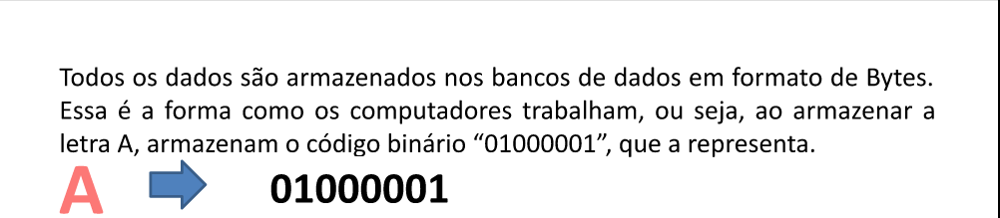 Todos os dados são armazenados nos bancos de dados em formato de Bytes.
Essa é a forma como os computadores trabalham, ou seja, ao armazenar a
letra A, armazenam o código binário “01000001”, que a representa.
A 01000001